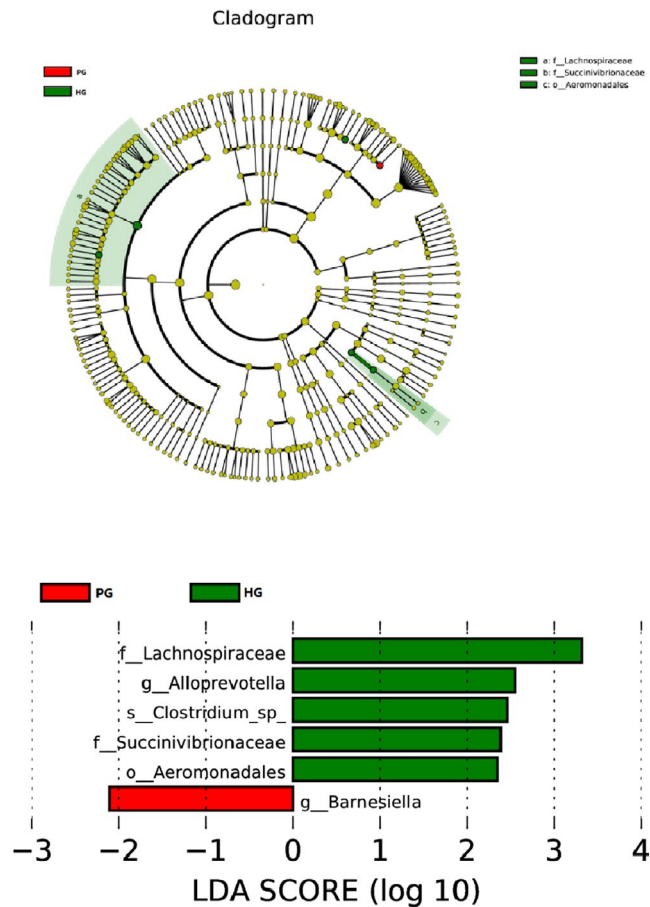 Cladogram
PG
HG
a: f__Lachnospiraceae
b: f__Succinivibrionaceae
c: o__Aeromonadales
a
b
c
PG
HG
f__Lachnospiraceae
g__Alloprevotella
s__Clostridium_sp_
f__Succinivibrionaceae
o__Aeromonadales
g__Barnesiella
−3 −2 −1 0 1 2 3 4
LDA SCORE (log 10)